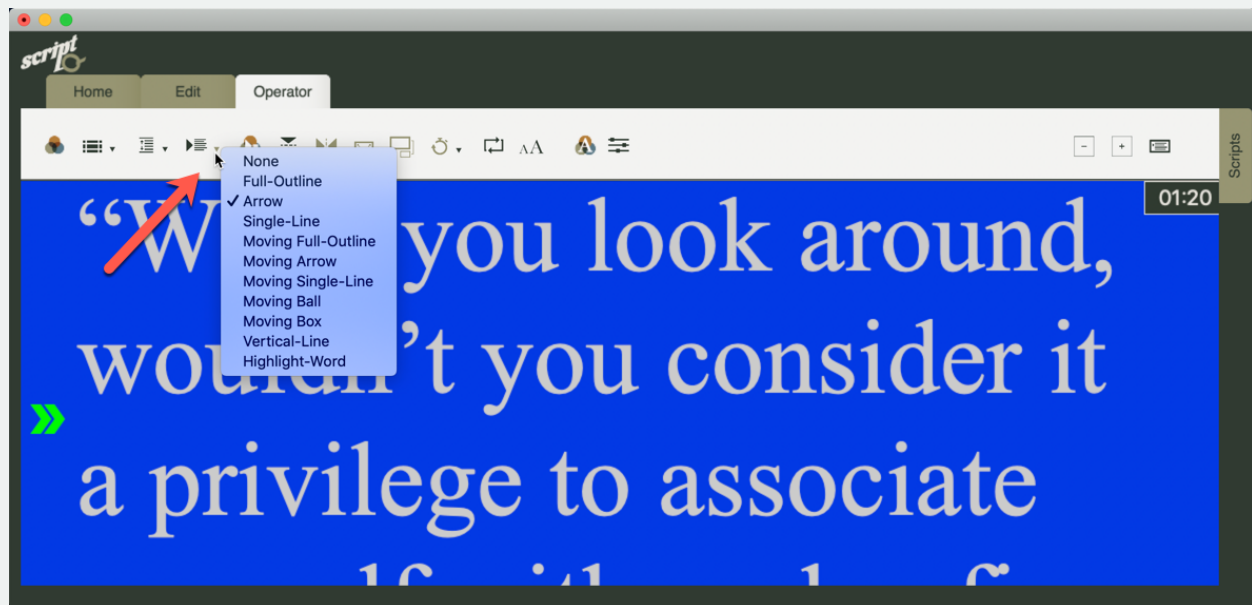 script
Home Edit Operator
Scripts
AA
None
Full-Outline
Arrow
Single-Line
Moving Full-Outline
Moving Arrow
Moving Single-Line
Moving Ball
Moving Box
Vertical-Line
Highlight-Word
01:20
“W you look around,
wou ’t you consider it
a privilege to associate